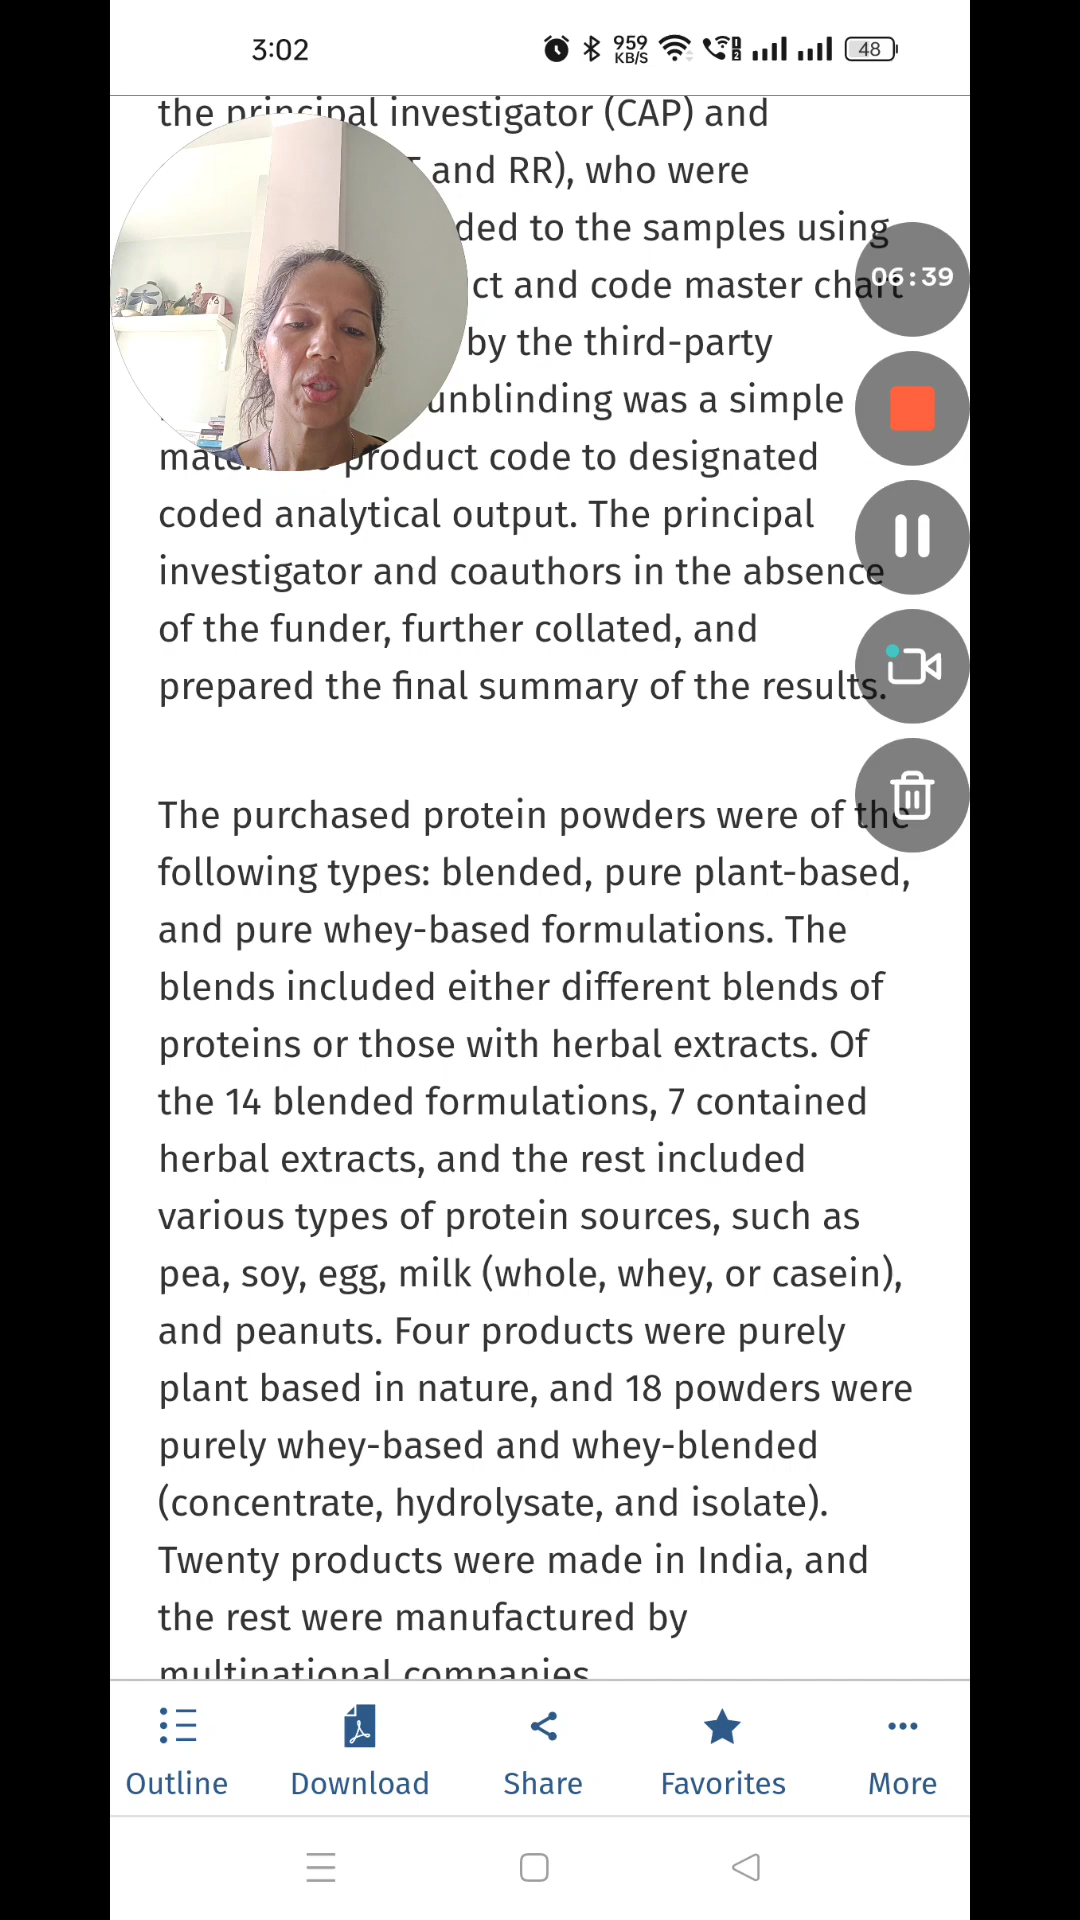 3:02
959
KB/S
48
the principal investigator (CAP) and
and RR), who were
ded to the samples using
06:39
ct and code master chart
by the third-party
unblinding was a simple
product code to designated
coded analytical output. The principal
investigator and coauthors in the absence
of the funder, further collated, and
prepared the final summary of the results.
The purchased protein powders were of the
following types: blended, pure plant-based,
and pure whey-based formulations. The
blends included either different blends of
proteins or those with herbal extracts. Of
the 14 blended formulations, 7 contained
herbal extracts, and the rest included
various types of protein sources, such as
pea, soy, egg, milk (whole, whey, or casein),
and peanuts. Four products were purely
plant based in nature, and 18 powders were
purely whey-based and whey-blended
(concentrate, hydrolysate, and isolate).
Twenty products were made in India, and
the rest were manufactured by
multinational companies.
Outline Download Share Favorites More